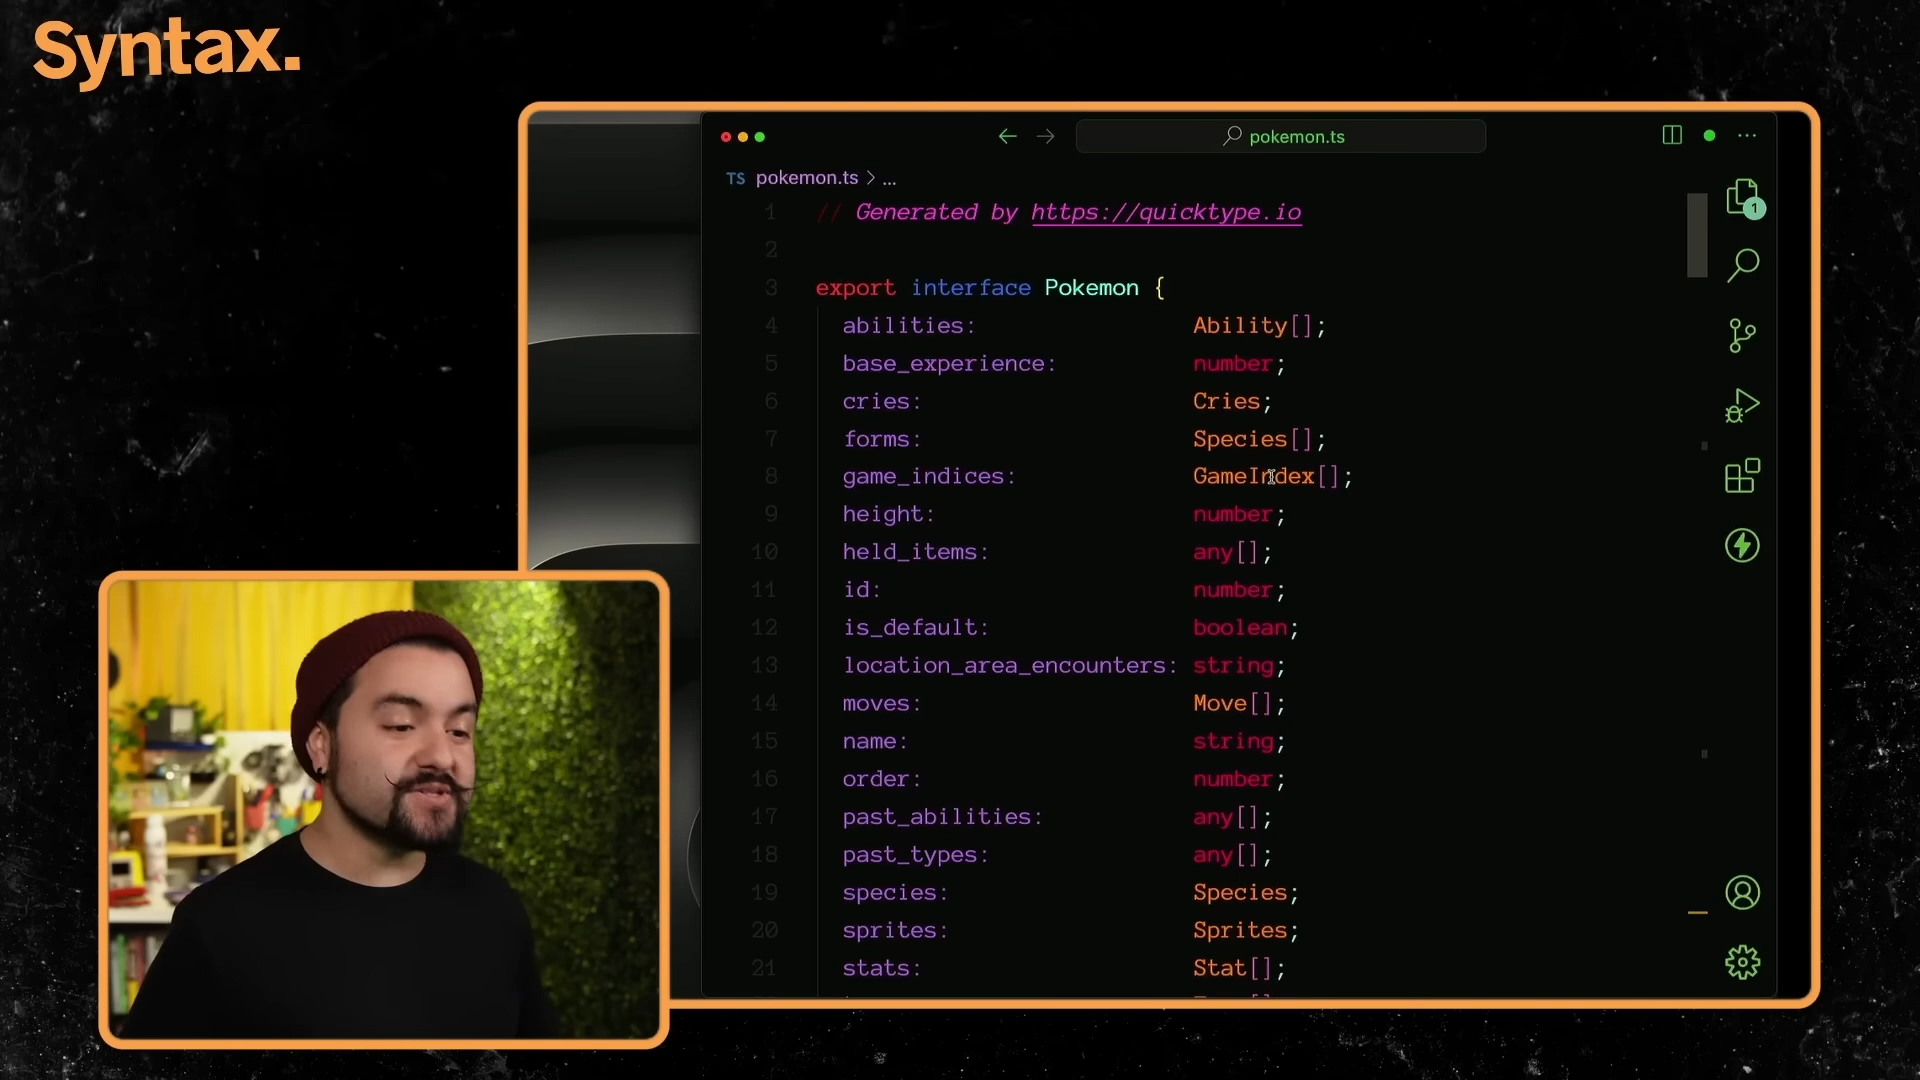 Syntax.
pokemon.ts
TS pokemon.ts > ...
1 // Generated by https://quicktype.io
2
3 export interface Pokemon {
4 abilities: Ability[];
5 base_experience: number;
6 cries: Cries;
7 forms: Species[];
8 game_indices: GameIndex[];
9 height: number;
10 held_items: any[];
11 id: number;
12 is_default: boolean;
13 location_area_encounters: string;
14 moves: Move[];
15 name: string;
16 order: number;
17 past_abilities: any[];
18 past_types: any[];
19 species: Species;
20 sprites: Sprites;
21 stats: Stat[];
1